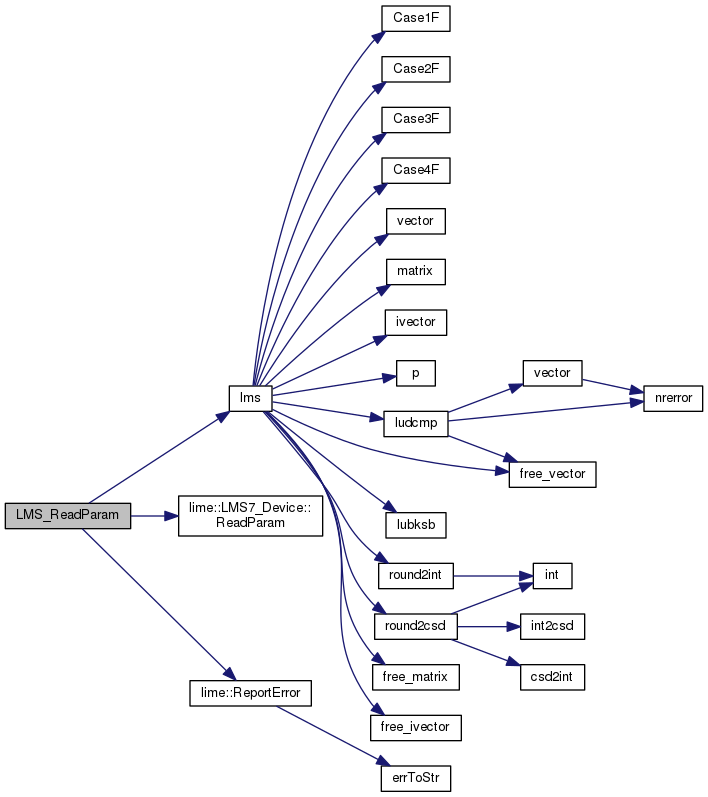 Case1F
Case2F
Case3F
Case4F
vector
matrix
ivector
p
vector
lms
nrerror
ludcmp
free_vector
LMS_ReadParam
lime::LMS7_Device::
ReadParam
lubksb
round2int
int
round2csd
int2csd
free_matrix
csd2int
lime::ReportError
free_ivector
errToStr